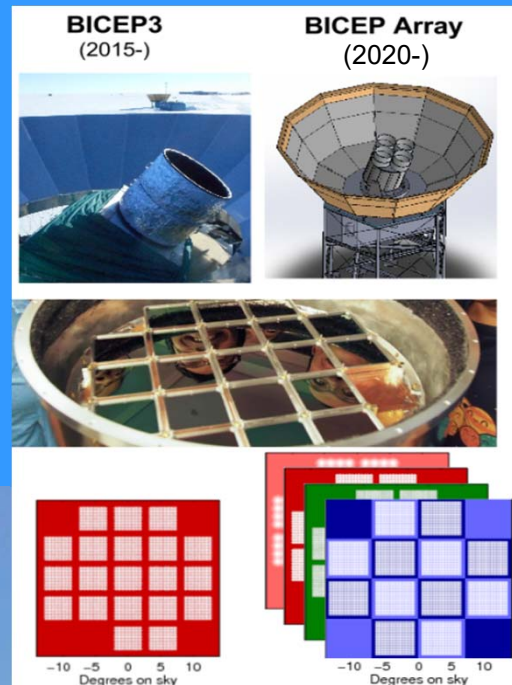 BICEP3
(2015-)
BICEP Array
(2020-)
−10 −5 0 5 10
Degrees on sky
−10 −5 0 5 10
Degrees on sky